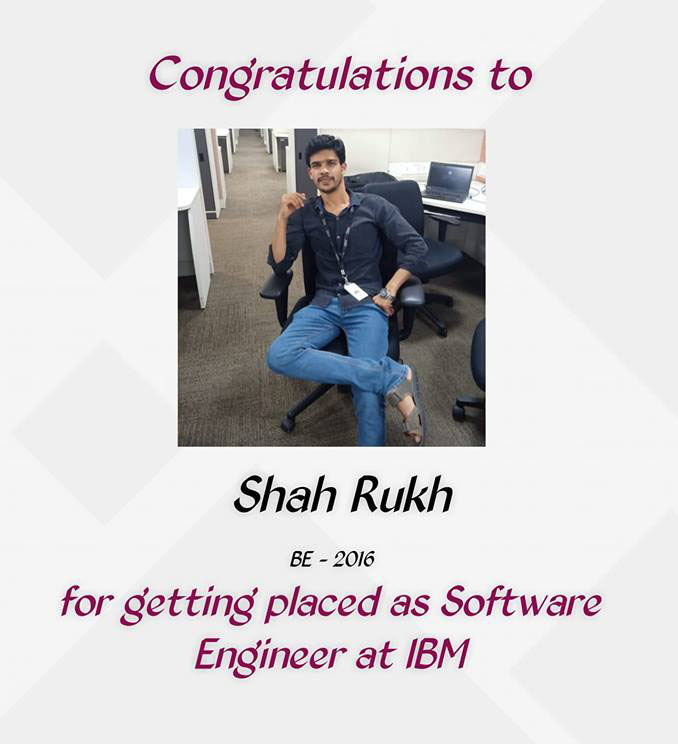 Congratulations to
Shah Rukh
BE - 2016
for getting placed as Software
Engineer at IBM